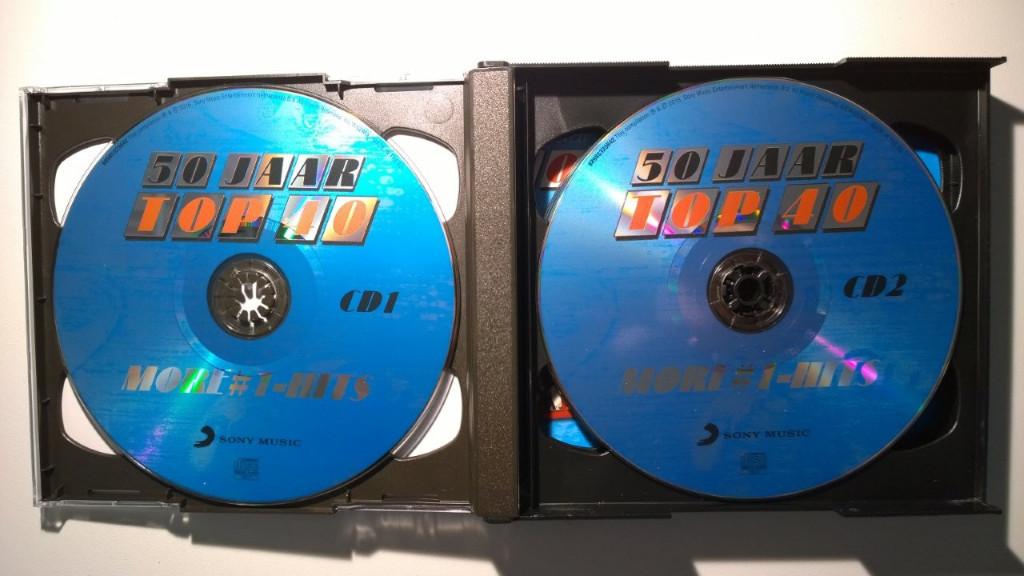 50 JAAR
TOP 40
CD1
MORE #1-HITS
SONY MUSIC
50 JAAR
TOP 40
CD2
MORE #1-HITS
SONY MUSIC